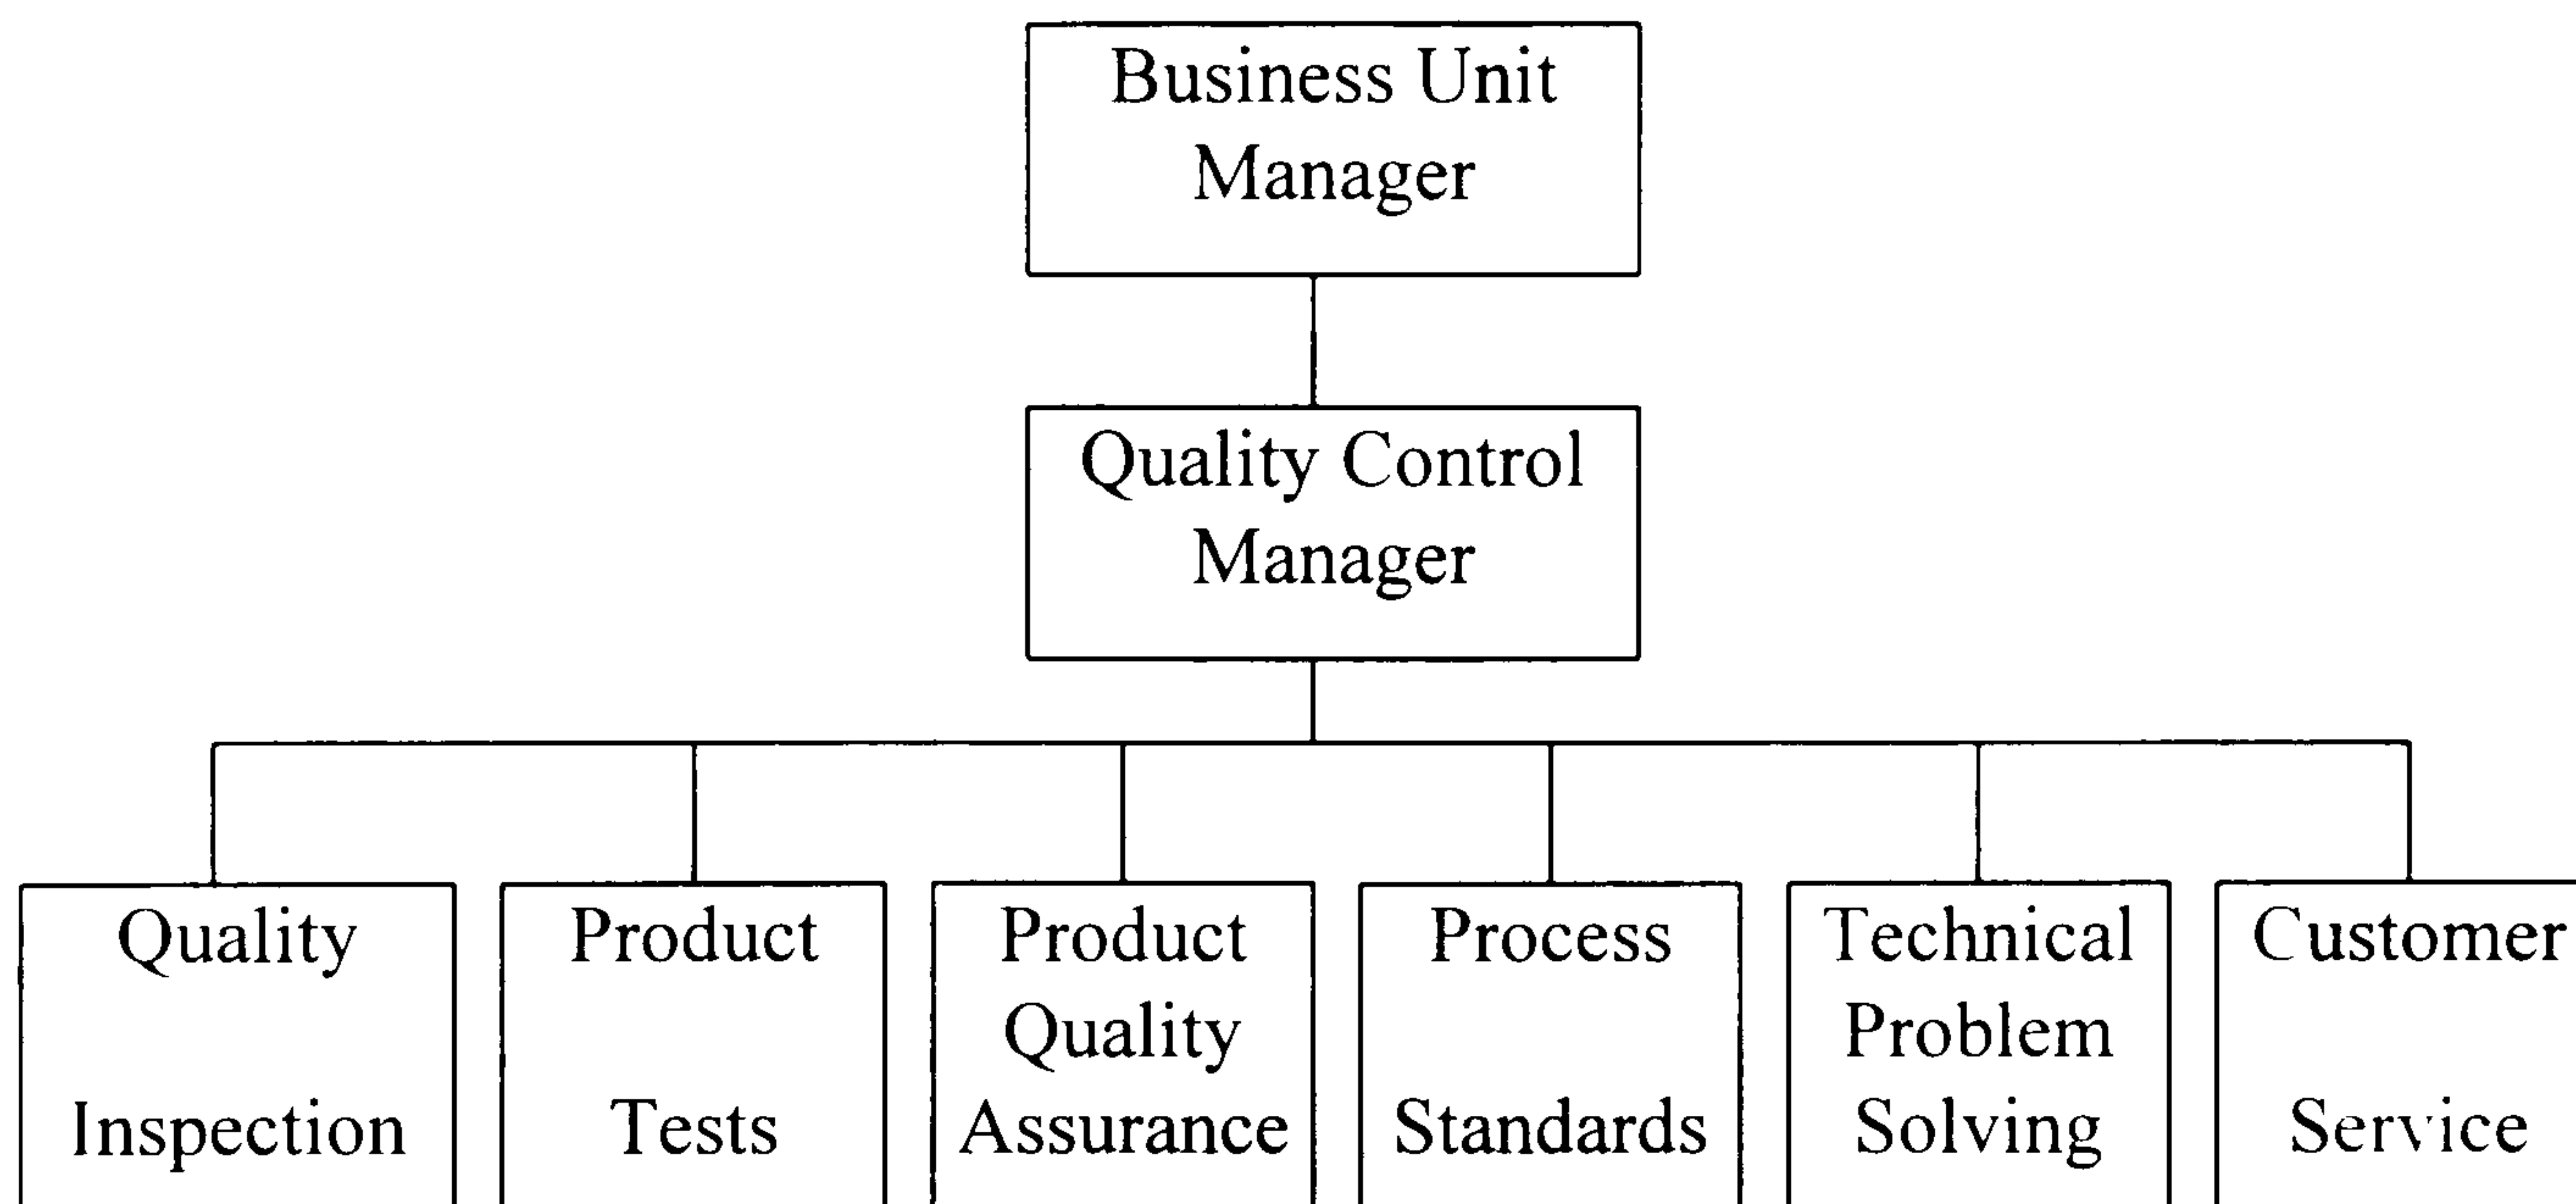 Business Unit
Manager
Quality Control
Manager
Quality
Inspection
Product
Tests
Product
Quality
Assurance
Process
Standards
Technical
Problem
Solving
Customer
Service